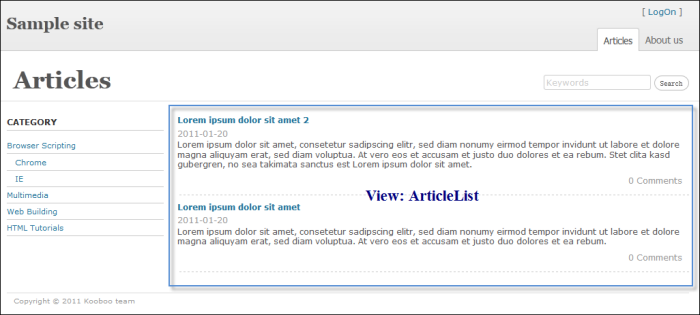 [ LogOn ]
Sample site
Articles About us
Articles
Keywords Search
CATEGORY
Browser Scripting
Chrome
IE
Multimedia
Web Building
HTML Tutorials
Lorem ipsum dolor sit amet 2
2011-01-20
Lorem ipsum dolor sit amet, consetetur sadipscing elitr, sed diam nonumy eirmod tempor invidunt ut labore et dolore
magna aliquyam erat, sed diam voluptua. At vero eos et accusam et justo duo dolores et ea rebum. Stet clita kasd
gubergren, no sea takimata sanctus est Lorem ipsum dolor sit amet.
0 Comments
View: ArticleList
Lorem ipsum dolor sit amet
2011-01-20
Lorem ipsum dolor sit amet, consetetur sadipscing elitr, sed diam nonumy eirmod tempor invidunt ut labore et dolore
magna aliquyam erat, sed diam voluptua. At vero eos et accusam et justo duo dolores et ea rebum.
0 Comments
Copyright © 2011 Kooboo team